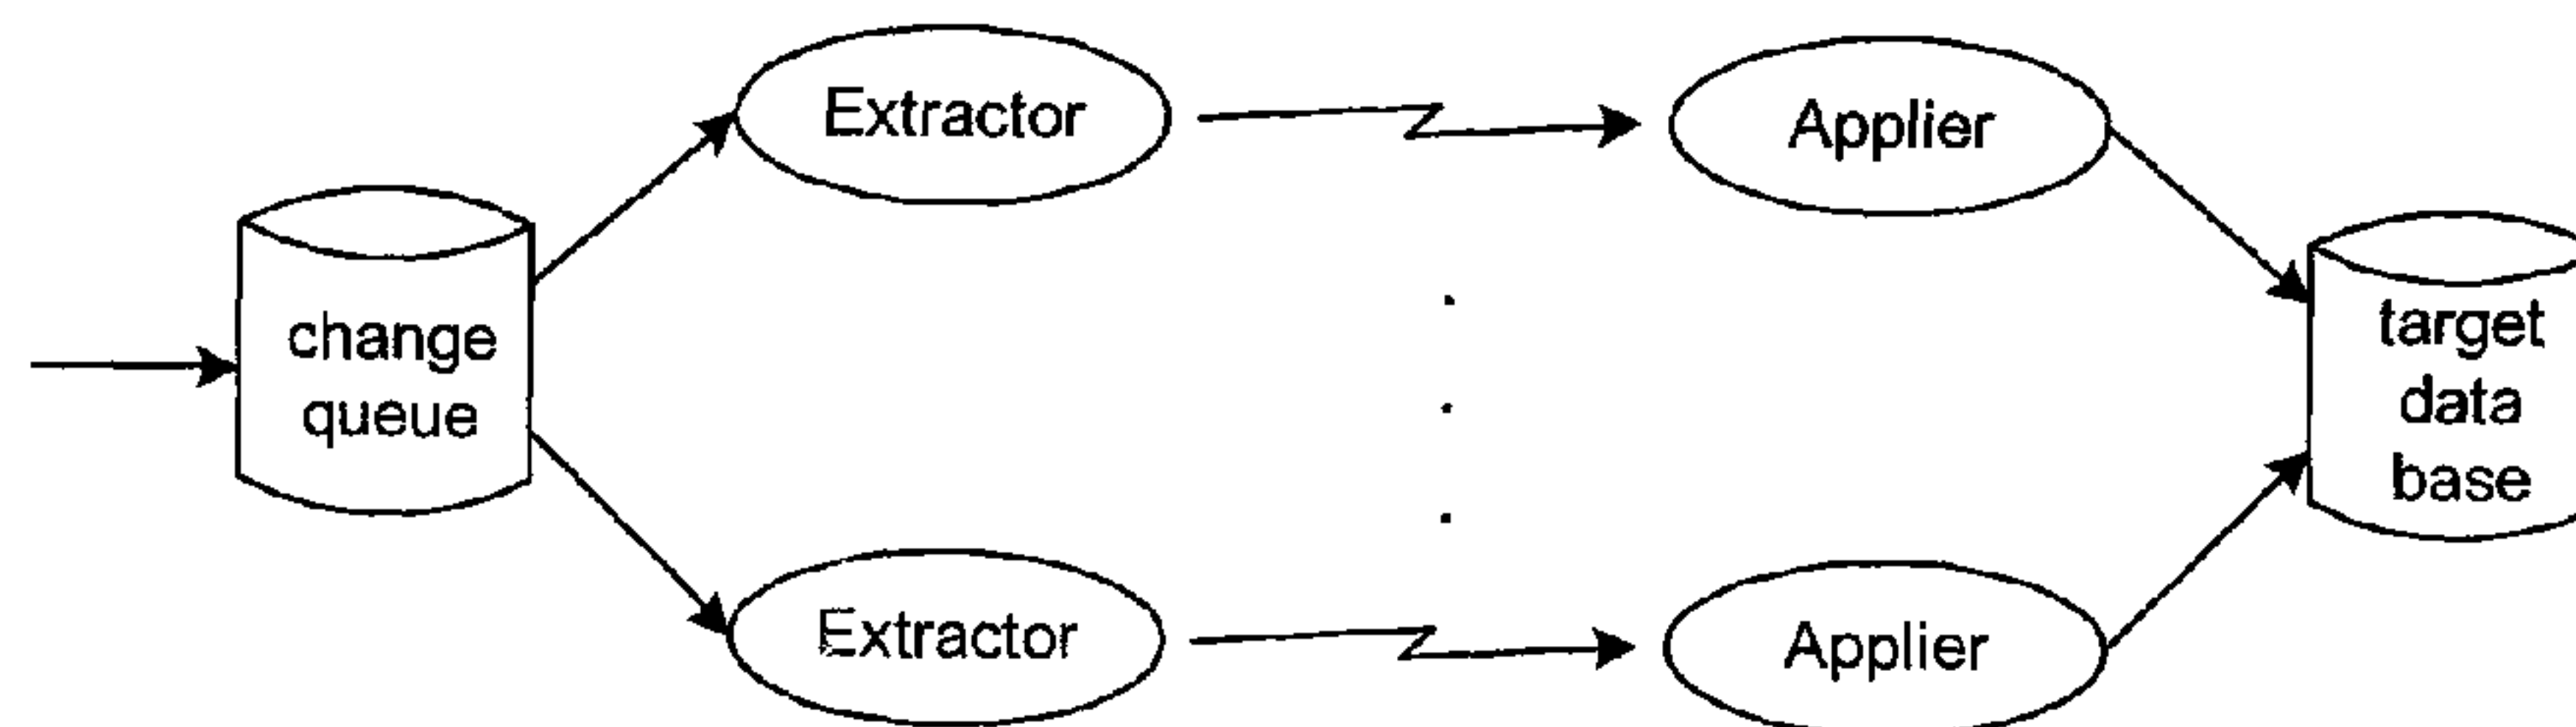 Extractor
Applier
change
queue
target
data
base
Extractor
Applier